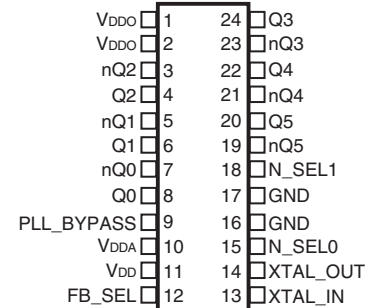 VDDO 1 24 Q3
VDDO 2 23 nQ3
nQ2 3 22 Q4
Q2 4 21 nQ4
nQ1 5 20 Q5
Q1 6 19 nQ5
nQ0 7 18 N_SEL1
Q0 8 17 GND
PLL_BYPASS 9 16 GND
VDDA 10 15 N_SEL0
VDD 11 14 XTAL_OUT
FB_SEL 12 13 XTAL_IN